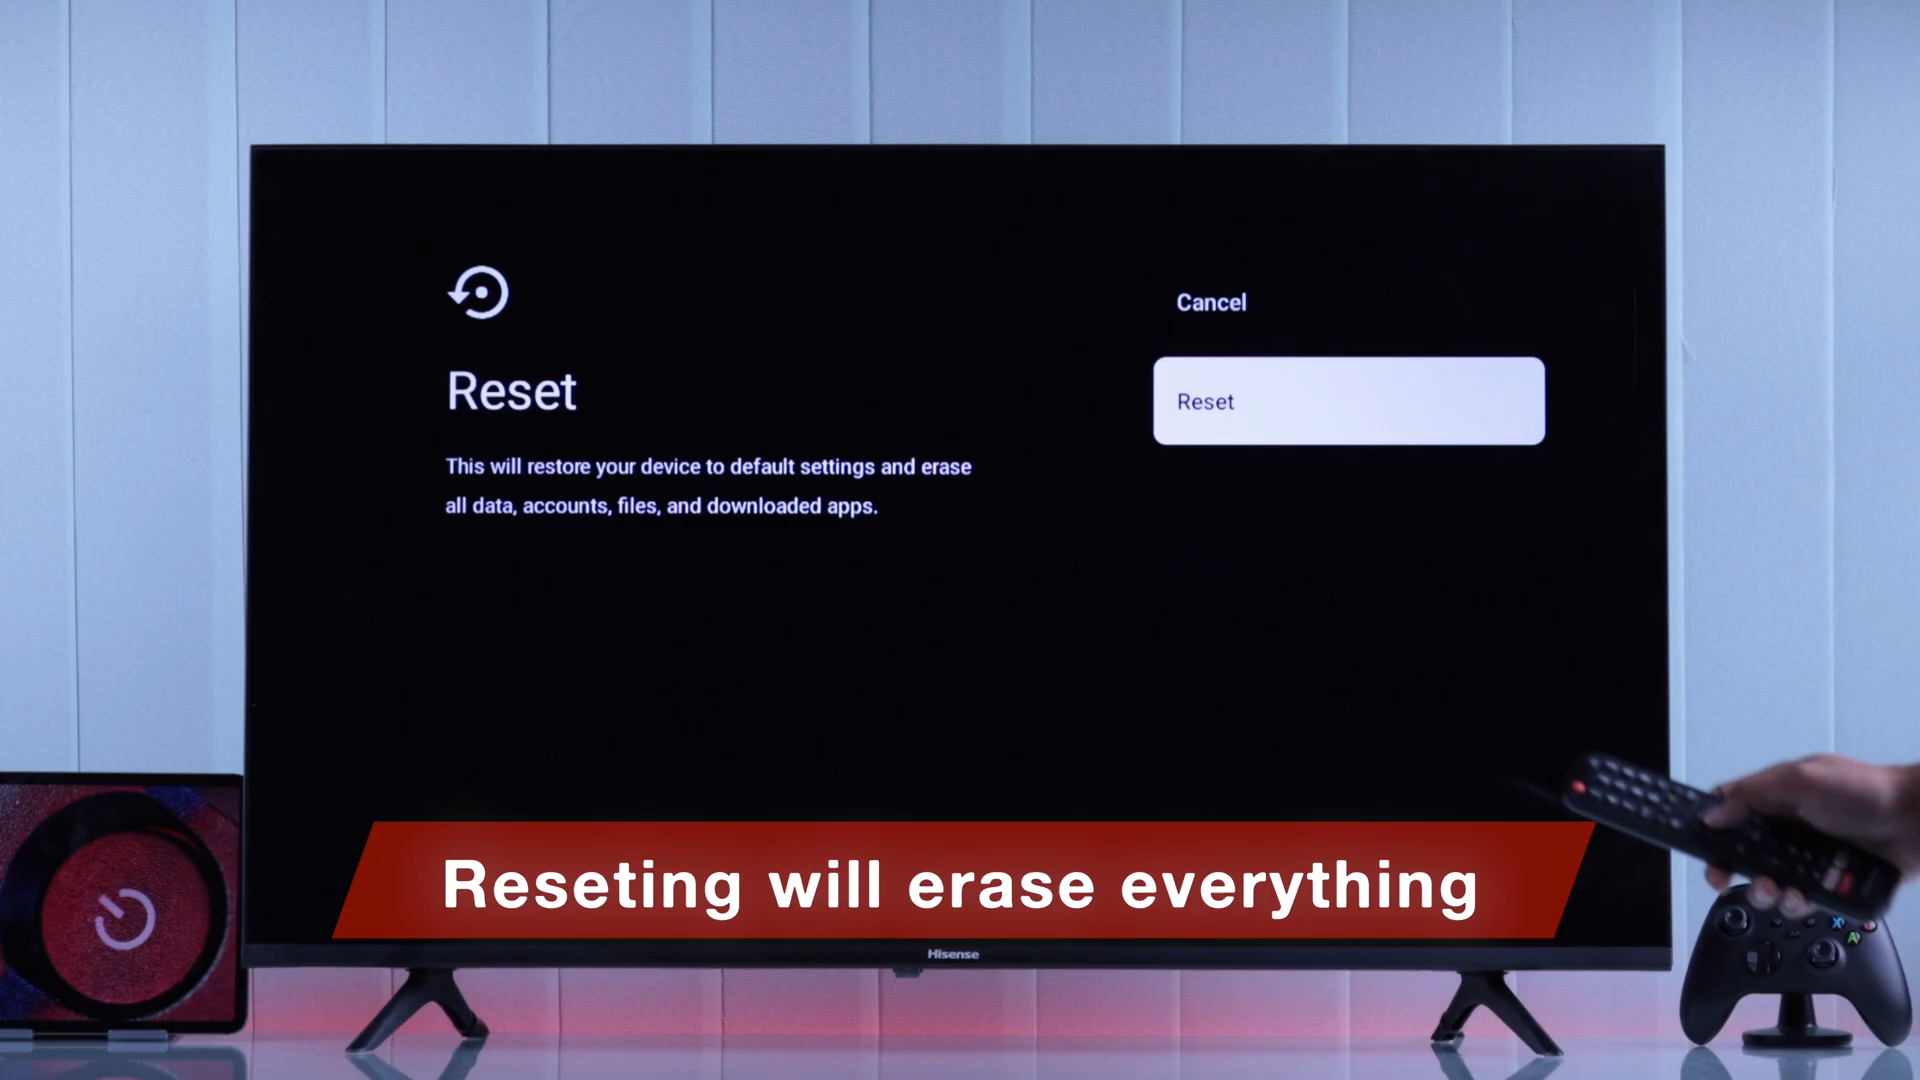 Cancel
Reset
Reset
This will restore your device to default settings and erase
all data, accounts, files, and downloaded apps.
Reseting will erase everything
Hisense
X
A